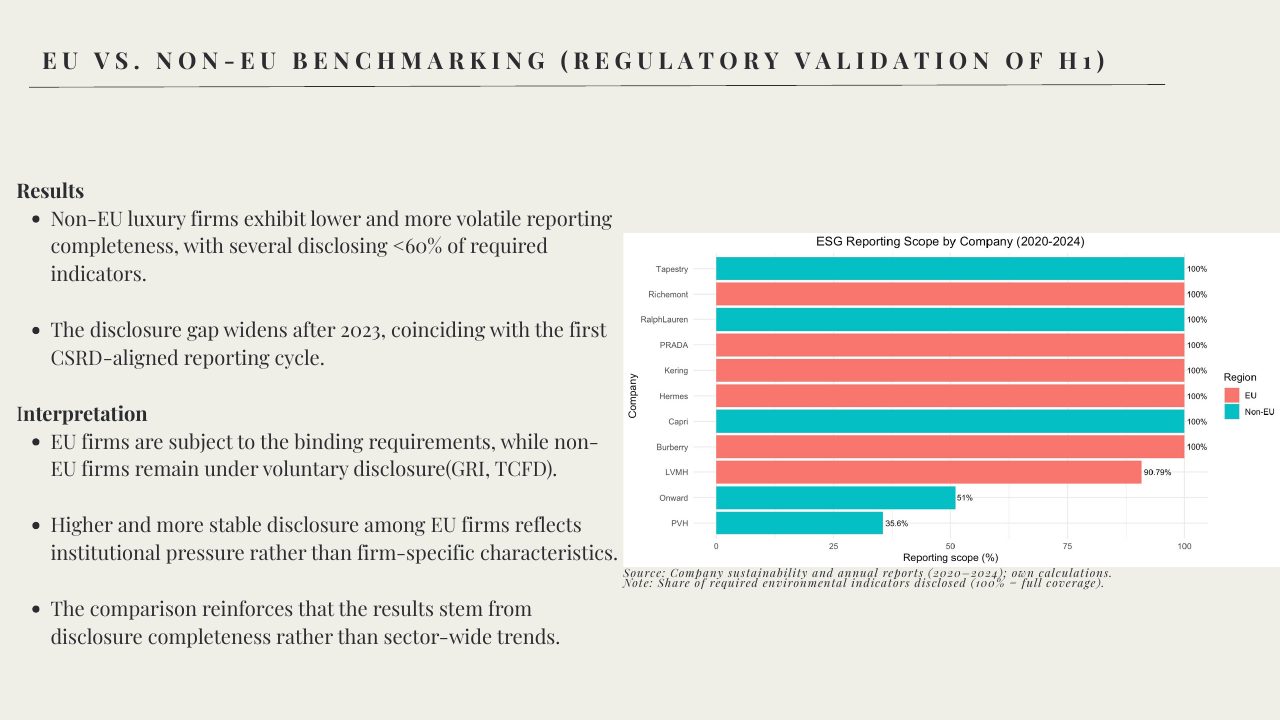 EU VS. NON-EU BENCHMARKING (REGULATORY VALIDATION OF H1)
Results
• Non-EU luxury firms exhibit lower and more volatile reporting
completeness, with several disclosing <60% of required
indicators.
• The disclosure gap widens after 2023, coinciding with the first
CSRD-aligned reporting cycle.
Interpretation
• EU firms are subject to the binding requirements, while non-
EU firms remain under voluntary disclosure(GRI, TCFD).
• Higher and more stable disclosure among EU firms reflects
institutional pressure rather than firm-specific characteristics.
• The comparison reinforces that the results stem from
disclosure completeness rather than sector-wide trends.
ESG Reporting Scope by Company (2020-2024)
Company
Tapestry 100%
Richemont 100%
RalphLauren 100%
PRADA 100%
Kering 100%
Hermes 100%
Capri 100%
Burberry 100%
LVMH 90.79%
Onward 51%
PVH 35.6%
0 25 50 75 100
Reporting scope (%)
Region
EU
Non-EU
Source: Company sustainability and annual reports (2020–2024); own calculations.
Note: Share of required environmental indicators disclosed (100% = full coverage).